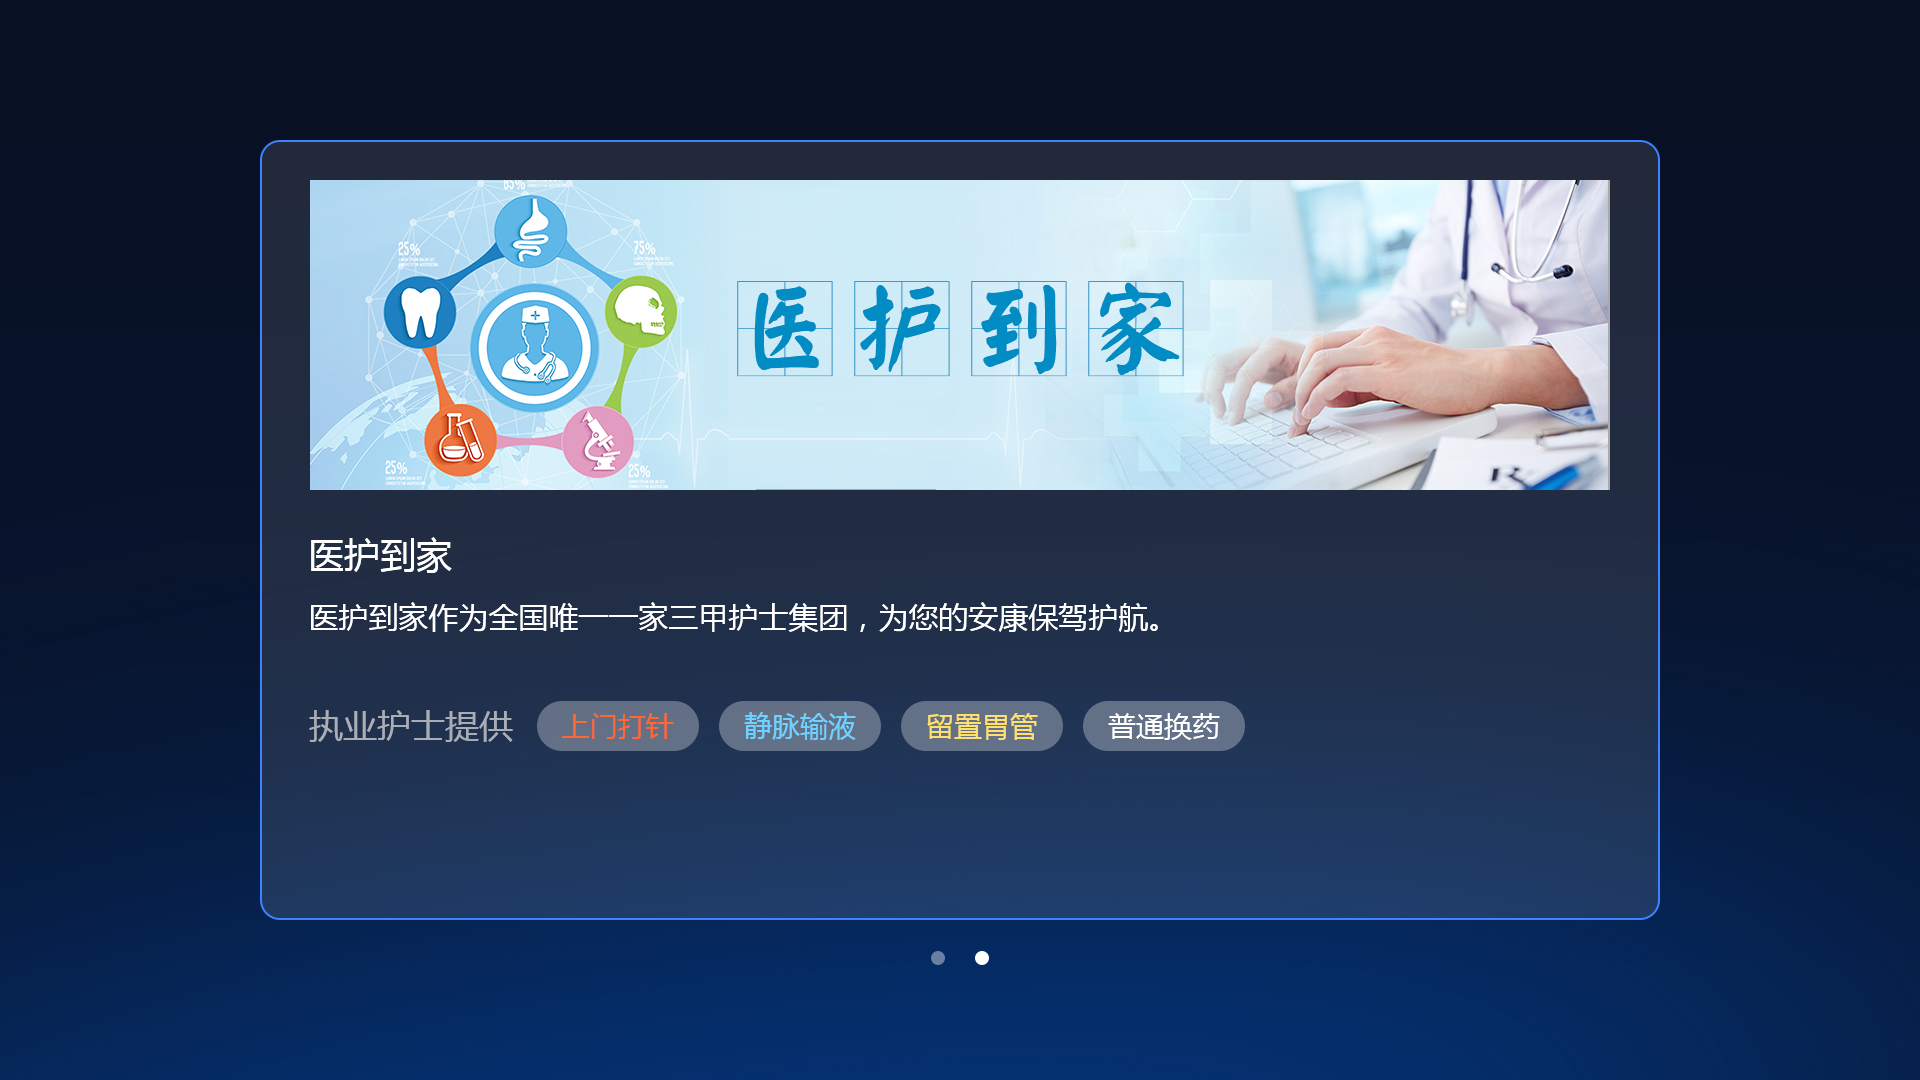 63%
25%
75%
医护到家
25%
25%
医护到家
医护到家作为全国唯一一家三甲护士集团，为您的安康保驾护航。
执业护士提供 上门打针 静脉输液 留置胃管 普通换药